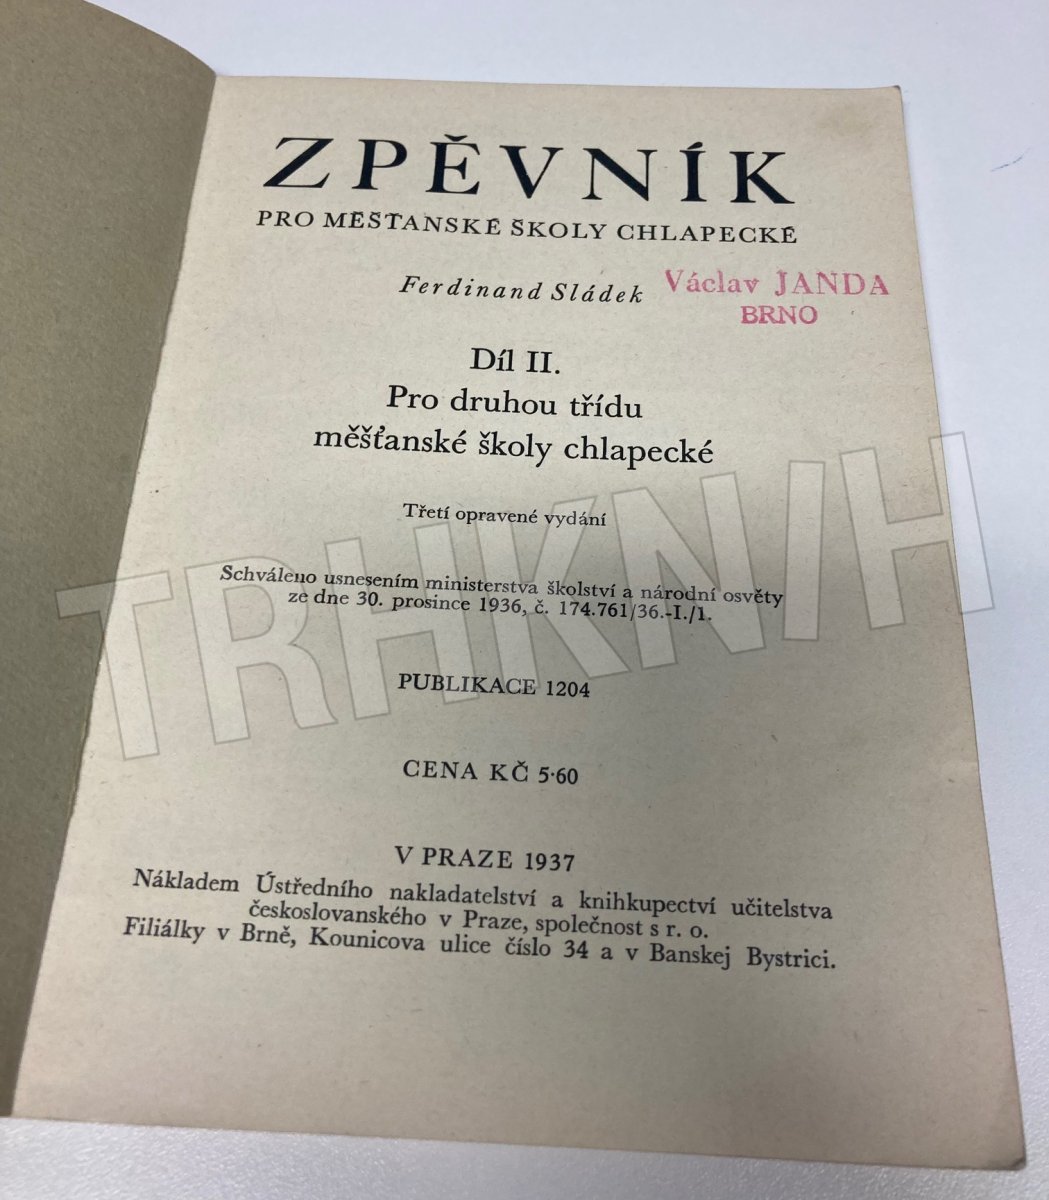 ZPĚVNÍK
PRO MĚŠŤANSKÉ ŠKOLY CHLAPECKÉ
Ferdinand Sládek
Václav JANDA
BRNO
Díl II.
Pro druhou třídu
měšťanské školy chlapecké
Třetí opravené vydání
Schváleno usnesením ministerstva školství a národní osvěty
ze dne 30. prosince 1936, č. 174.761/36.-I./1.
TRHKNIH
PUBLIKACE 1204
CENA KČ 5·60
V PRAZE 1937
Nákladem Ústředního nakladatelství a knihkupectví učitelstva
československého v Praze, společnost s r. o.
Filiálky v Brně, Kounicova ulice číslo 34 a v Banskej Bystrici.